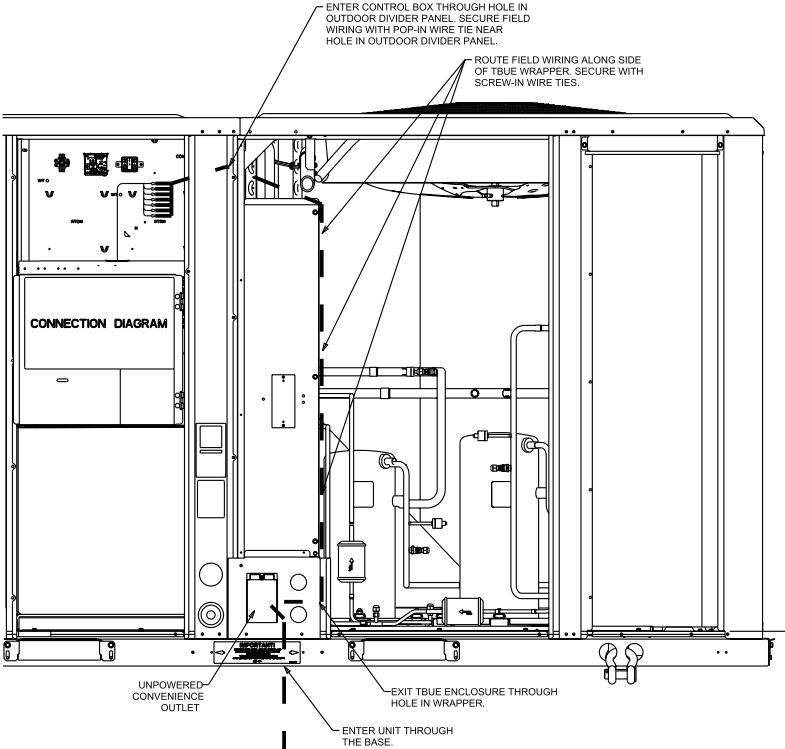 ENTER CONTROL BOX THROUGH HOLE IN
OUTDOOR DIVIDER PANEL. SECURE FIELD
WIRING WITH POP-IN WIRE TIE NEAR
HOLE IN OUTDOOR DIVIDER PANEL.
ROUTE FIELD WIRING ALONG SIDE
OF TBUE WRAPPER. SECURE WITH
SCREW-IN WIRE TIES.
CONNECTION DIAGRAM
IMPORTANT!
UNPOWERED
CONVENIENCE
OUTLET
EXIT TBUE ENCLOSURE THROUGH
HOLE IN WRAPPER.
ENTER UNIT THROUGH
THE BASE.